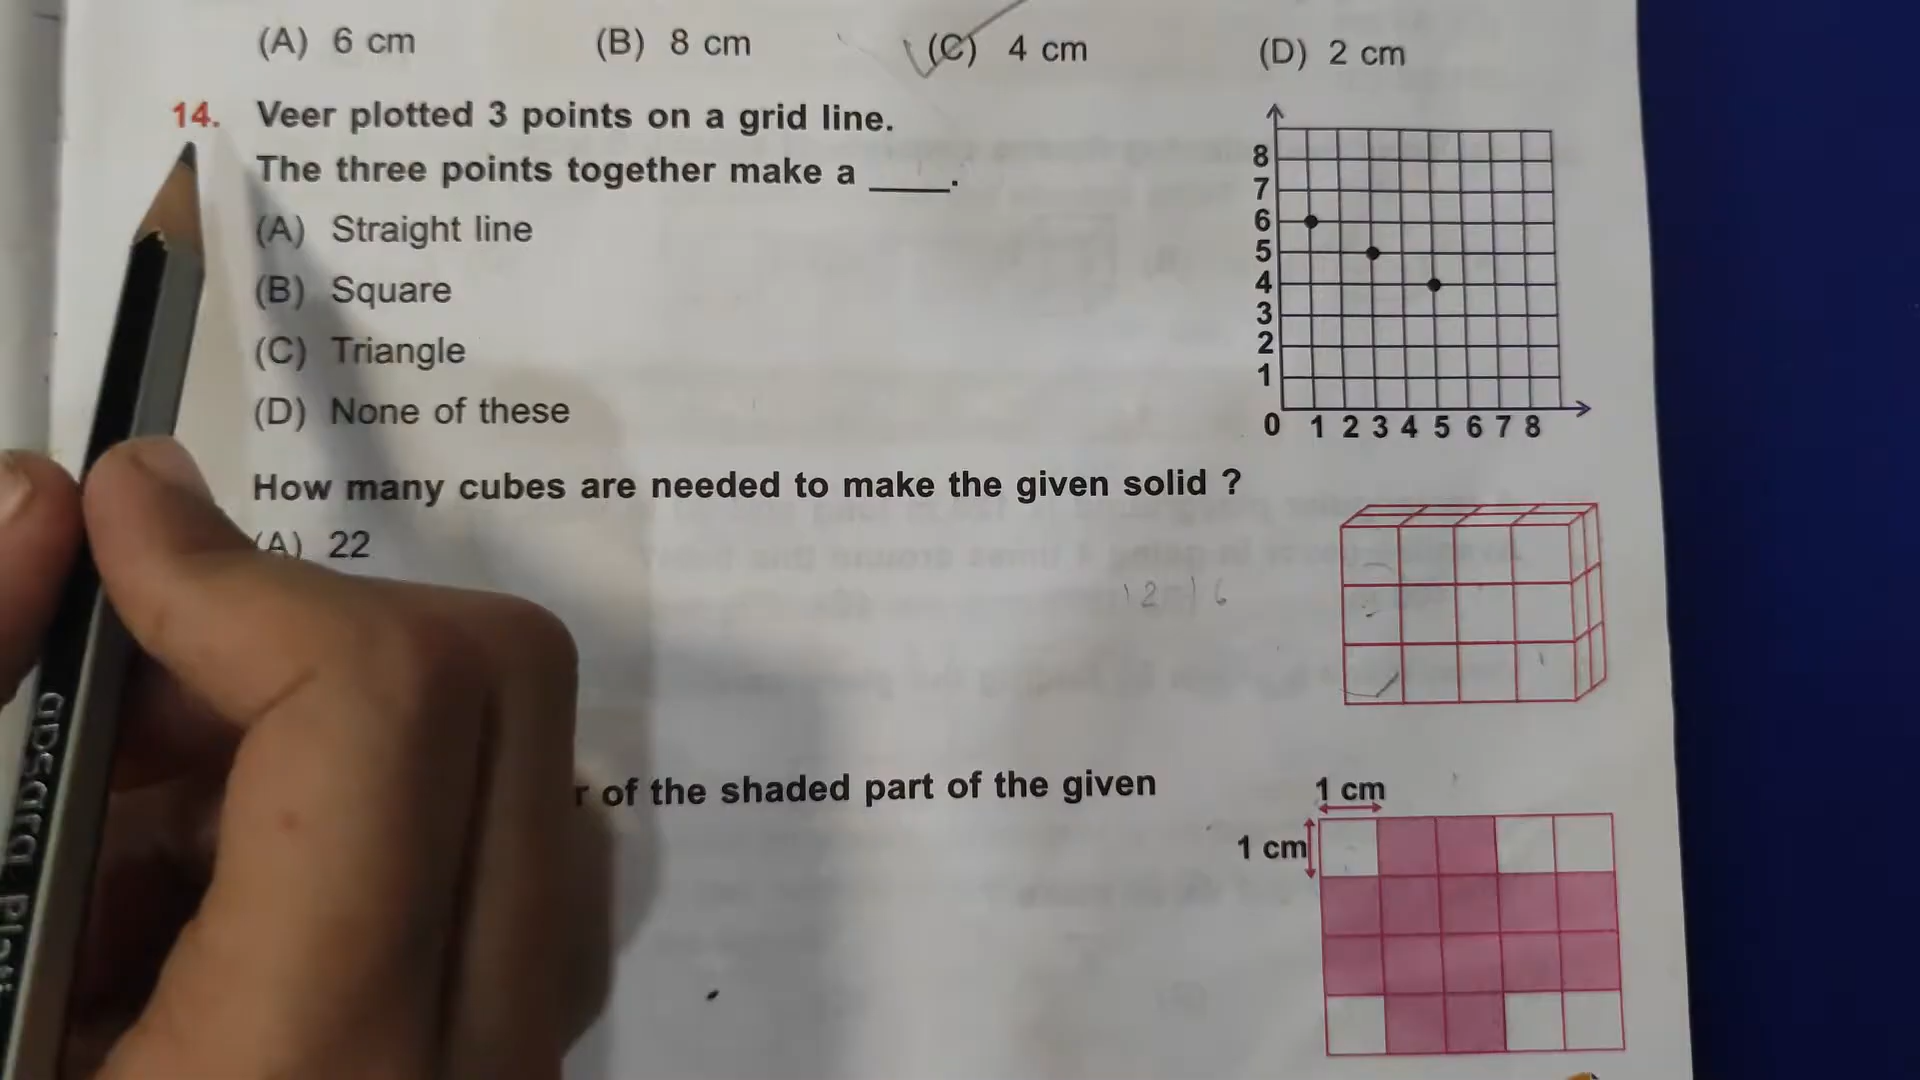 (A) 6 cm (B) 8 cm (C) 4 cm (D) 2 cm
14. Veer plotted 3 points on a grid line.
The three points together make a ____.
(A) Straight line
(B) Square
(C) Triangle
(D) None of these
8
7
6
5
4
3
2
1
0 1 2 3 4 5 6 7 8
How many cubes are needed to make the given solid ?
(A) 22
of the shaded part of the given
1 cm
1 cm
apsara